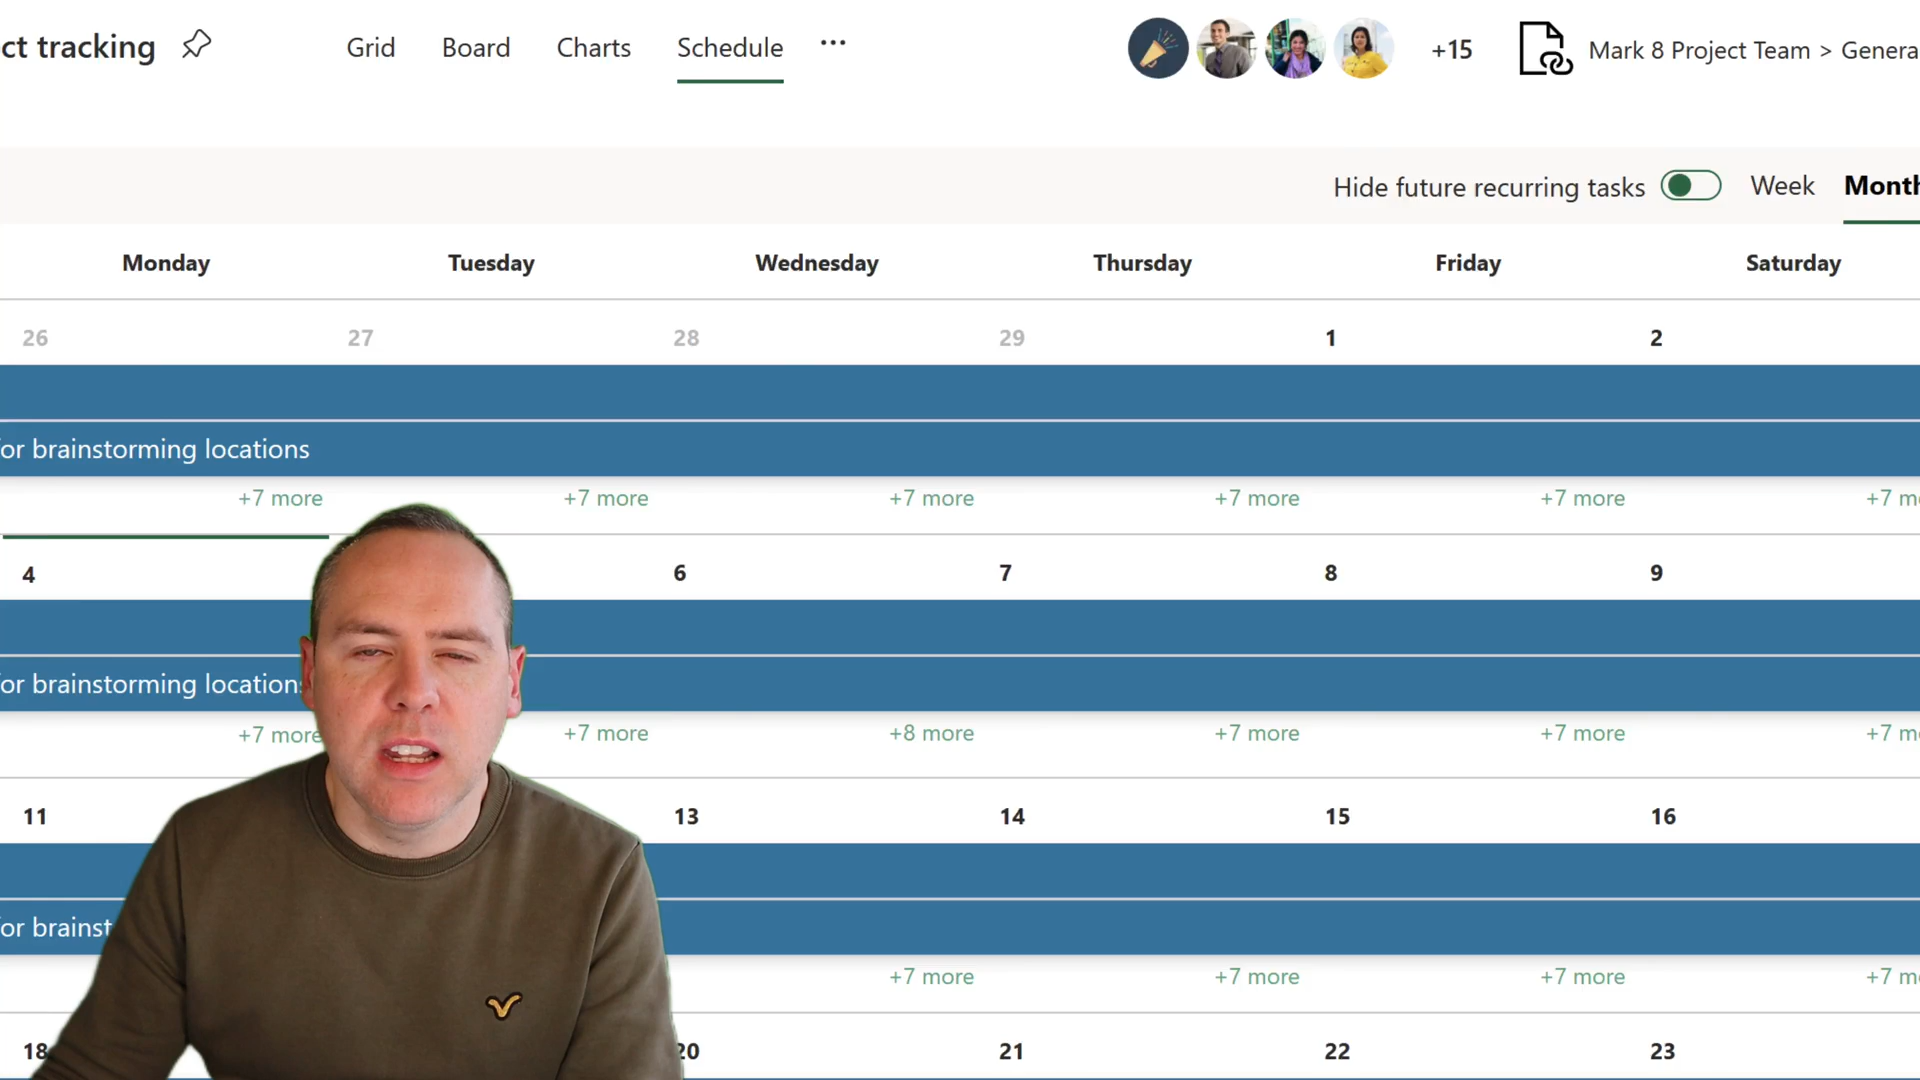 ct tracking Grid Board Charts Schedule ... +15 Mark 8 Project Team > Genera
Hide future recurring tasks Week Month
Monday Tuesday Wednesday Thursday Friday Saturday
26 27 28 29 1 2
or brainstorming locations
+7 more +7 more +7 more +7 more +7 more +7 m
4 6 7 8 9
or brainstorming locations
+7 more +7 more +8 more +7 more +7 more +7 m
11 13 14 15 16
or brainst
+7 more +7 more +7 more +7 m
18 20 21 22 23